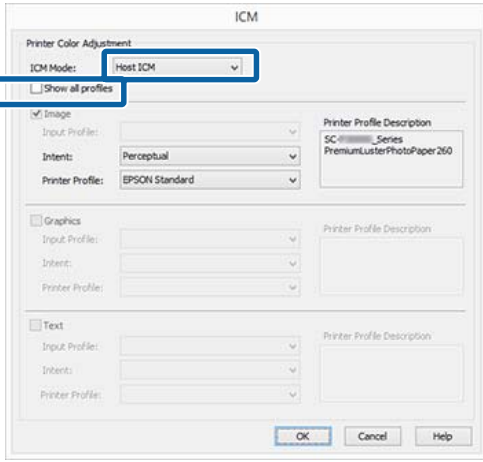 ICM
Printer Color Adjustment
ICM Mode: Host ICM
Show all profiles
Image
Input Profile:
Intent: Perceptual
Printer Profile: EPSON Standard
Printer Profile Description
SC- _Series
PremiumLusterPhotoPaper260
Graphics
Input Profile:
Intent:
Printer Profile:
Printer Profile Description
Text
Input Profile:
Intent:
Printer Profile:
Printer Profile Description
OK Cancel Help